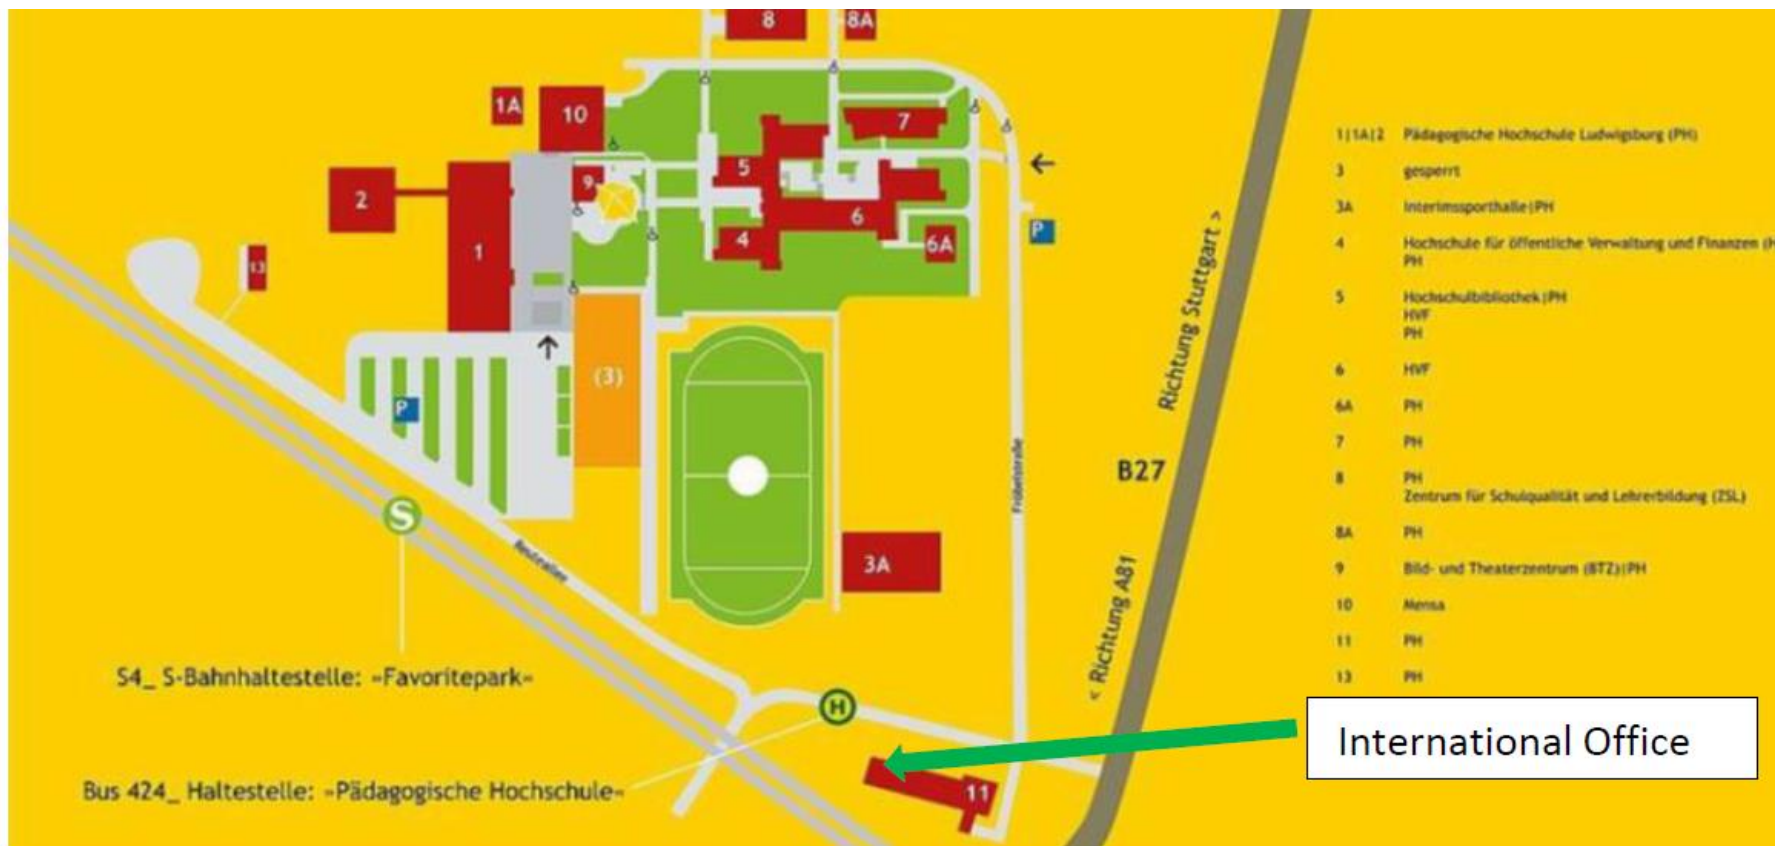 8
8A
1A
10
7
5
9
2
6
1
4
6A
P
13
(3)
P
S
3A
H
11
Reuteallee
Fröbelstraße
B27
Richtung Stuttgart >
< Richtung A81
S4_ S-Bahnhaltestelle: »Favoritepark«
Bus 424_ Haltestelle: »Pädagogische Hochschule«
1|1A|2 Pädagogische Hochschule Ludwigsburg (PH)
3 gesperrt
3A Interimssporthalle|PH
4 Hochschule für öffentliche Verwaltung und Finanzen (H
PH
5 Hochschulbibliothek|PH
HVF
PH
6 HVF
6A PH
7 PH
8 PH
Zentrum für Schulqualität und Lehrerbildung (ZSL)
8A PH
9 Bild- und Theaterzentrum (BTZ)|PH
10 Mensa
11 PH
13 PH
International Office